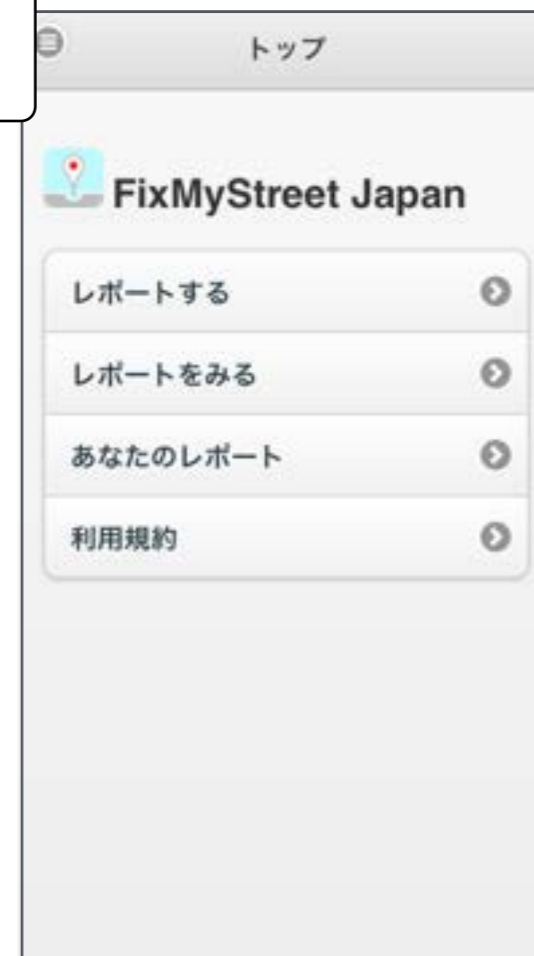 トップ
FixMyStreet Japan
レポートする
レポートをみる
あなたのレポート
利用規約